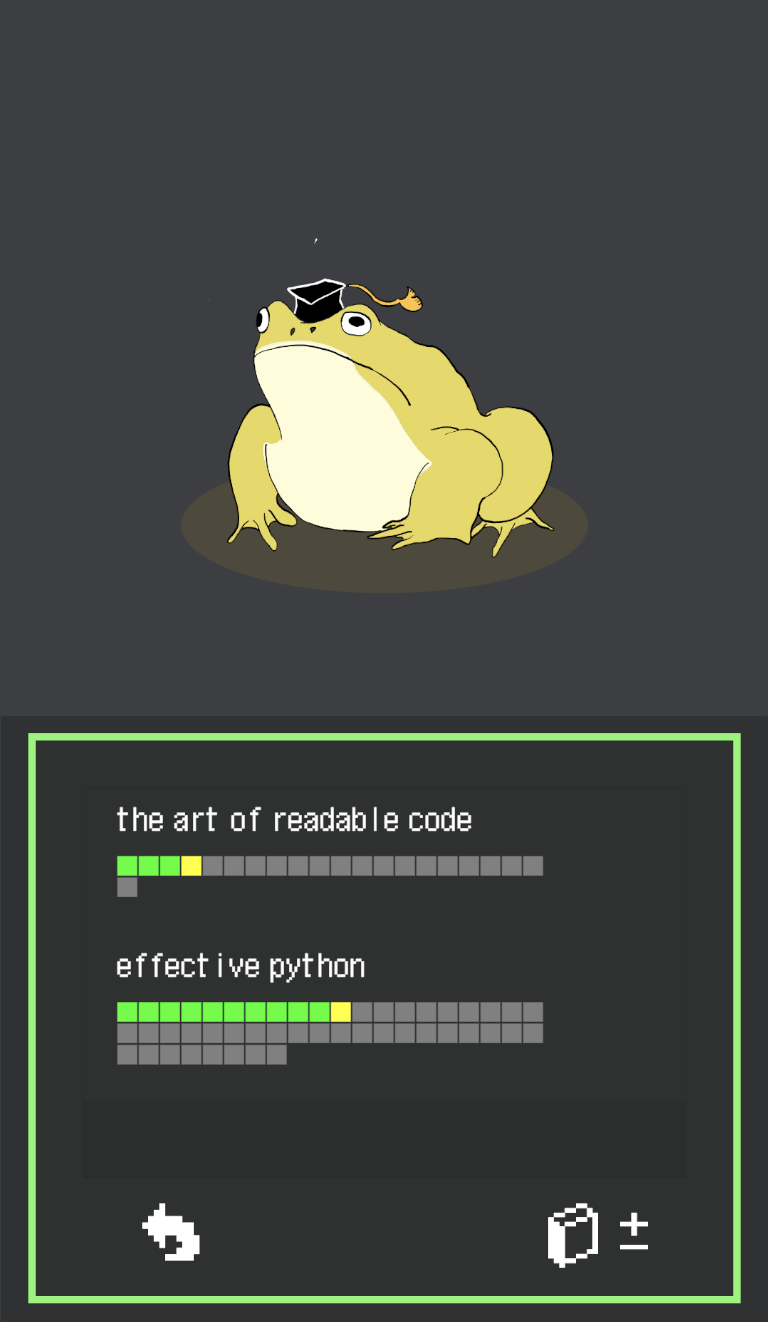 the art of readable code
effective python
±